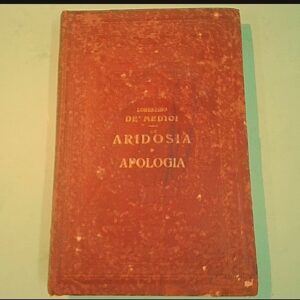 LORENZINO
DE' MEDICI
ARIDOSIA
E
APOLOGIA